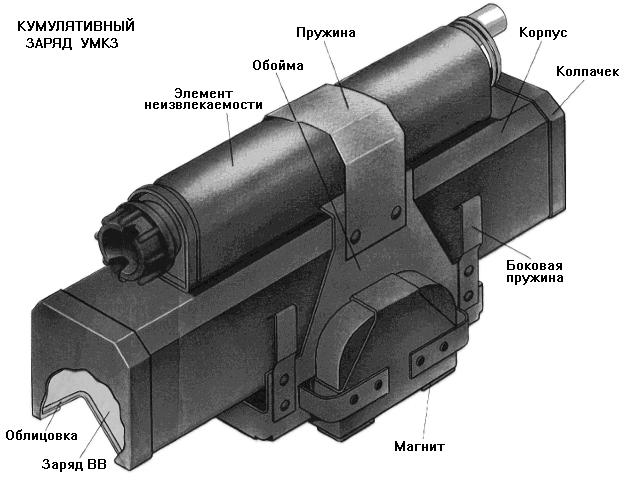 КУМУЛЯТИВНЫЙ
ЗАРЯД УМКЗ
Пружина
Корпус
Обойма
Колпачек
Элемент
неизвлекаемости
Боковая
пружина
Облицовка
Заряд ВВ
Магнит